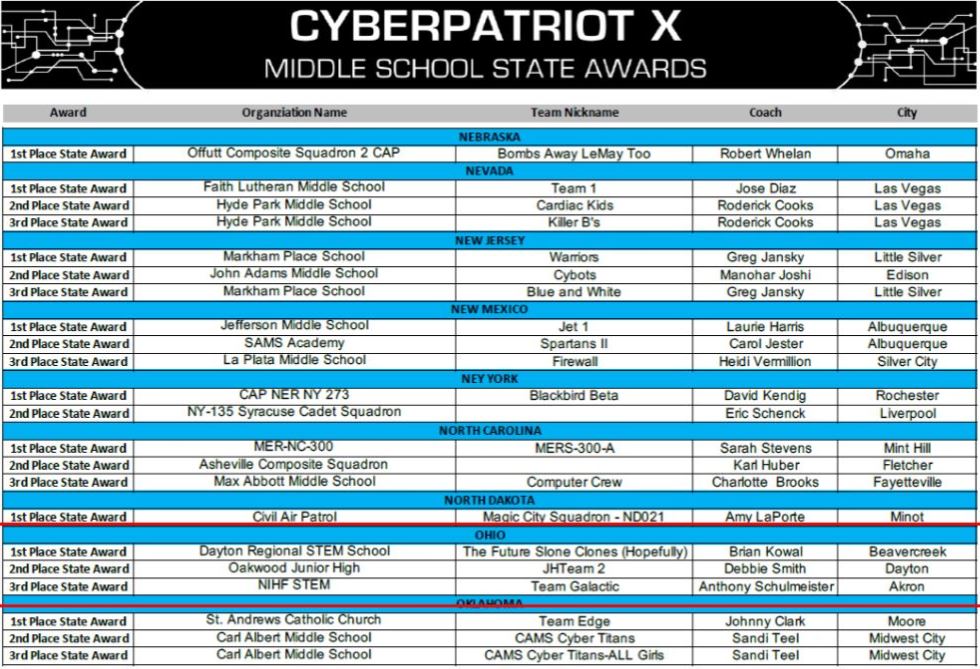 CYBERPATRIOT X
MIDDLE SCHOOL STATE AWARDS
Award Organziation Name Team Nickname Coach City
NEBRASKA
1st Place State Award Offutt Composite Squadron 2 CAP Bombs Away LeMay Too Robert Whelan Omaha
NEVADA
1st Place State Award Faith Lutheran Middle School Team 1 Jose Diaz Las Vegas
2nd Place State Award Hyde Park Middle School Cardiac Kids Roderick Cooks Las Vegas
3rd Place State Award Hyde Park Middle School Killer B's Roderick Cooks Las Vegas
NEW JERSEY
1st Place State Award Markham Place School Warriors Greg Jansky Little Silver
2nd Place State Award John Adams Middle School Cybots Manohar Joshi Edison
3rd Place State Award Markham Place School Blue and White Greg Jansky Little Silver
NEW MEXICO
1st Place State Award Jefferson Middle School Jet 1 Laurie Harris Albuquerque
2nd Place State Award SAMS Academy Spartans II Carol Jester Albuquerque
3rd Place State Award La Plata Middle School Firewall Heidi Vermillion Silver City
NEY YORK
1st Place State Award CAP NER NY 273 Blackbird Beta David Kendig Rochester
2nd Place State Award NY-135 Syracuse Cadet Squadron Eric Schenck Liverpool
NORTH CAROLINA
1st Place State Award MER-NC-300 MERS-300-A Sarah Stevens Mint Hill
2nd Place State Award Asheville Composite Squadron Karl Huber Fletcher
3rd Place State Award Max Abbott Middle School Computer Crew Charlotte Brooks Fayetteville
NORTH DAKOTA
1st Place State Award Civil Air Patrol Magic City Squadron - ND021 Amy LaPorte Minot
OHIO
1st Place State Award Dayton Regional STEM School The Future Slone Clones (Hopefully) Brian Kowal Beavercreek
2nd Place State Award Oakwood Junior High JHTeam 2 Debbie Smith Dayton
3rd Place State Award NIHF STEM Team Galactic Anthony Schulmeister Akron
OKLAHOMA
1st Place State Award St. Andrews Catholic Church Team Edge Johnny Clark Moore
2nd Place State Award Carl Albert Middle School CAMS Cyber Titans Sandi Teel Midwest City
3rd Place State Award Carl Albert Middle School CAMS Cyber Titans-ALL Girls Sandi Teel Midwest City